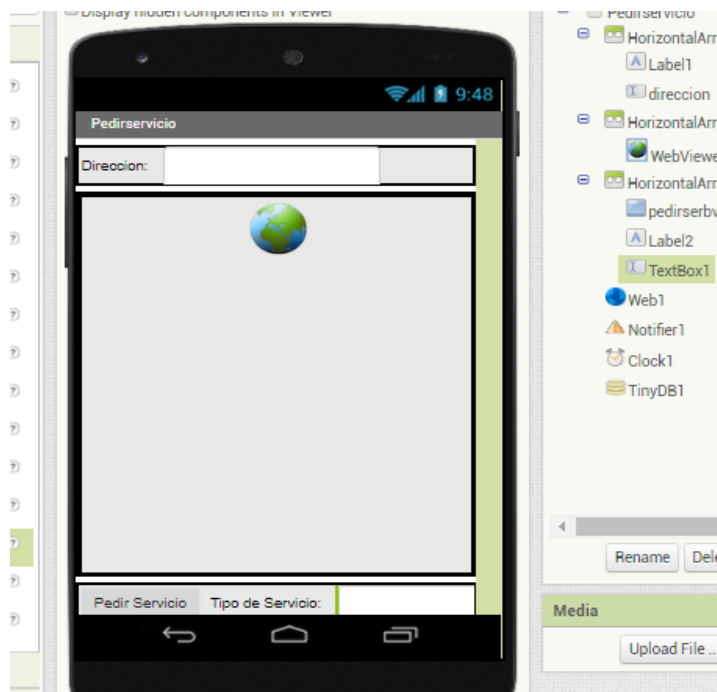 Display hidden components in Viewer
9:48
Pedirservicio
Direccion:
Pedir Servicio Tipo de Servicio:
Pedirservicio
HorizontalArr
Label1
direccion
HorizontalArr
WebViewe
HorizontalArr
pedirserbv
Label2
TextBox1
Web1
Notifier1
Clock1
TinyDB1
Rename Dele
Media
Upload File ...